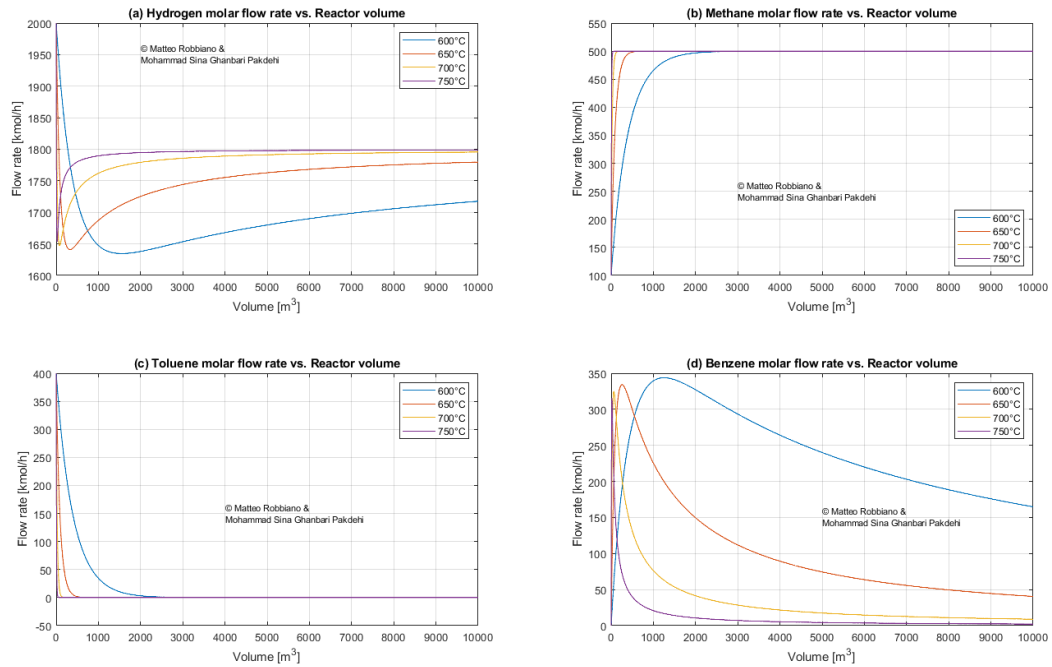 (a) Hydrogen molar flow rate vs. Reactor volume
2000
1950
1900
1850
1800
1750
1700
1650
1600
Flow rate [kmol/h]
© Matteo Robbiano &
Mohammad Sina Ghanbari Pakdehi
600°C
650°C
700°C
750°C
0 1000 2000 3000 4000 5000 6000 7000 8000 9000 10000
Volume [m³]
(b) Methane molar flow rate vs. Reactor volume
550
500
450
400
350
300
250
200
150
100
Flow rate [kmol/h]
© Matteo Robbiano &
Mohammad Sina Ghanbari Pakdehi
600°C
650°C
700°C
750°C
0 1000 2000 3000 4000 5000 6000 7000 8000 9000 10000
Volume [m³]
(c) Toluene molar flow rate vs. Reactor volume
400
350
300
250
200
150
100
50
0
-50
Flow rate [kmol/h]
600°C
650°C
700°C
750°C
© Matteo Robbiano &
Mohammad Sina Ghanbari Pakdehi
0 1000 2000 3000 4000 5000 6000 7000 8000 9000 10000
Volume [m³]
(d) Benzene molar flow rate vs. Reactor volume
350
300
250
200
150
100
50
0
Flow rate [kmol/h]
600°C
650°C
700°C
750°C
© Matteo Robbiano &
Mohammad Sina Ghanbari Pakdehi
0 1000 2000 3000 4000 5000 6000 7000 8000 9000 10000
Volume [m³]